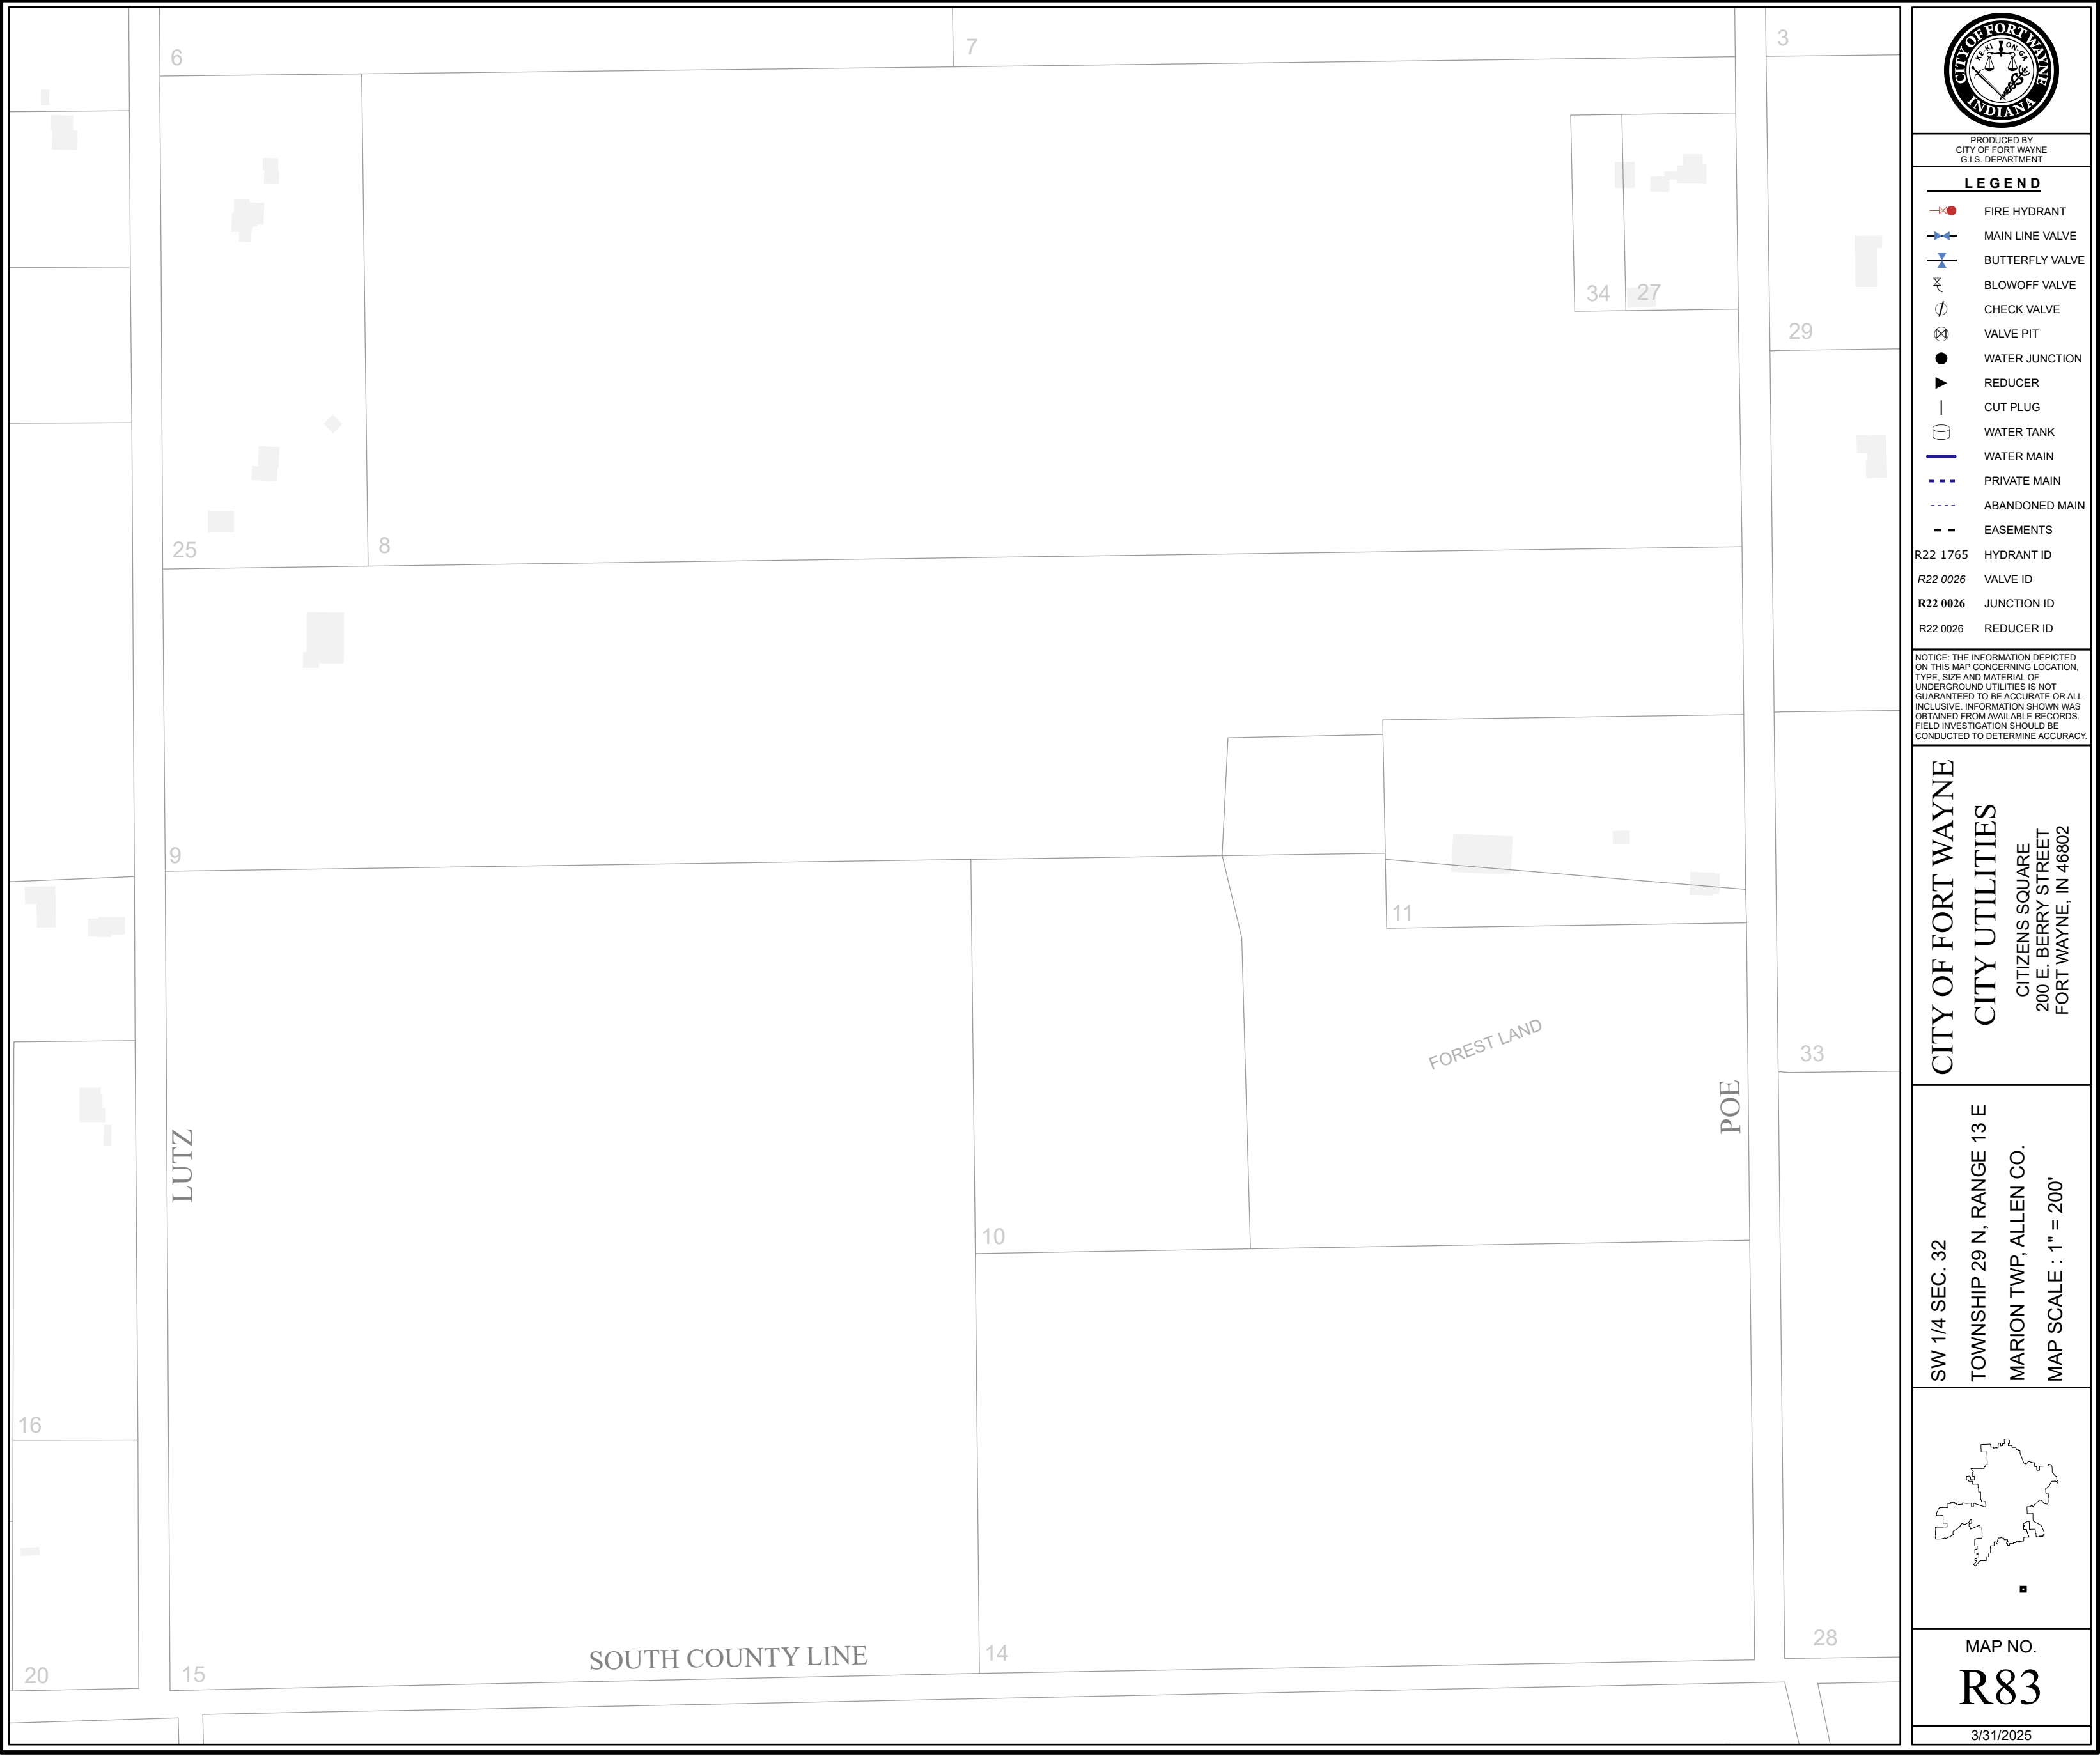 6
7
3
34
27
29
25
8
9
11
FOREST LAND
33
LUTZ
POE
10
16
SOUTH COUNTY LINE
14
28
20
15
CITY OF FORT WAYNE
KE-KI ON-GA
INDIANA
PRODUCED BY
CITY OF FORT WAYNE
G.I.S. DEPARTMENT
LEGEND
FIRE HYDRANT
MAIN LINE VALVE
BUTTERFLY VALVE
BLOWOFF VALVE
CHECK VALVE
VALVE PIT
WATER JUNCTION
REDUCER
CUT PLUG
WATER TANK
WATER MAIN
PRIVATE MAIN
ABANDONED MAIN
EASEMENTS
R22 1765 HYDRANT ID
R22 0026 VALVE ID
R22 0026 JUNCTION ID
R22 0026 REDUCER ID
NOTICE: THE INFORMATION DEPICTED
ON THIS MAP CONCERNING LOCATION,
TYPE, SIZE AND MATERIAL OF
UNDERGROUND UTILITIES IS NOT
GUARANTEED TO BE ACCURATE OR ALL
INCLUSIVE. INFORMATION SHOWN WAS
OBTAINED FROM AVAILABLE RECORDS.
FIELD INVESTIGATION SHOULD BE
CONDUCTED TO DETERMINE ACCURACY.
CITY OF FORT WAYNE
CITY UTILITIES
CITIZENS SQUARE
200 E. BERRY STREET
FORT WAYNE, IN 46802
SW 1/4 SEC. 32
TOWNSHIP 29 N, RANGE 13 E
MARION TWP, ALLEN CO.
MAP SCALE : 1" = 200'
MAP NO.
R83
3/31/2025